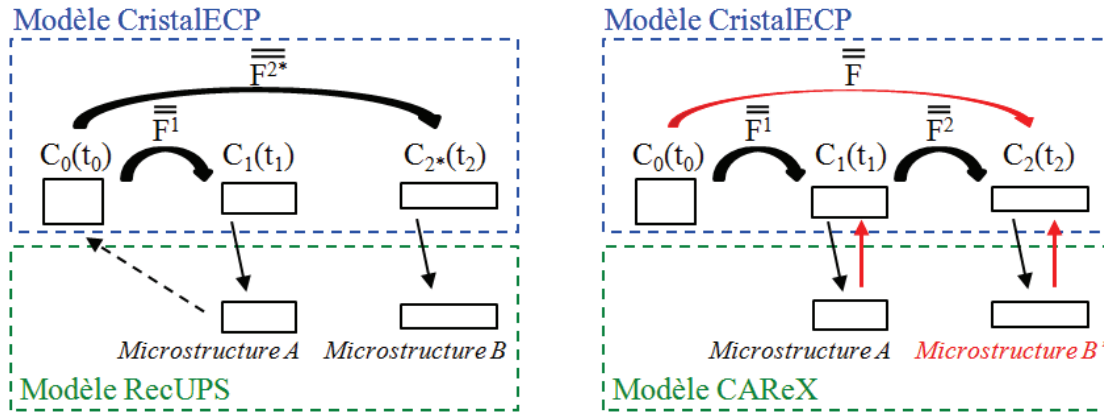 Modèle CristalECP
F2*
F1
C0(t0) C1(t1) C2*(t2)
Microstructure A Microstructure B
Modèle RecUPS
Modèle CristalECP
F
F1 F2
C0(t0) C1(t1) C2(t2)
Microstructure A Microstructure B'
Modèle CAReX